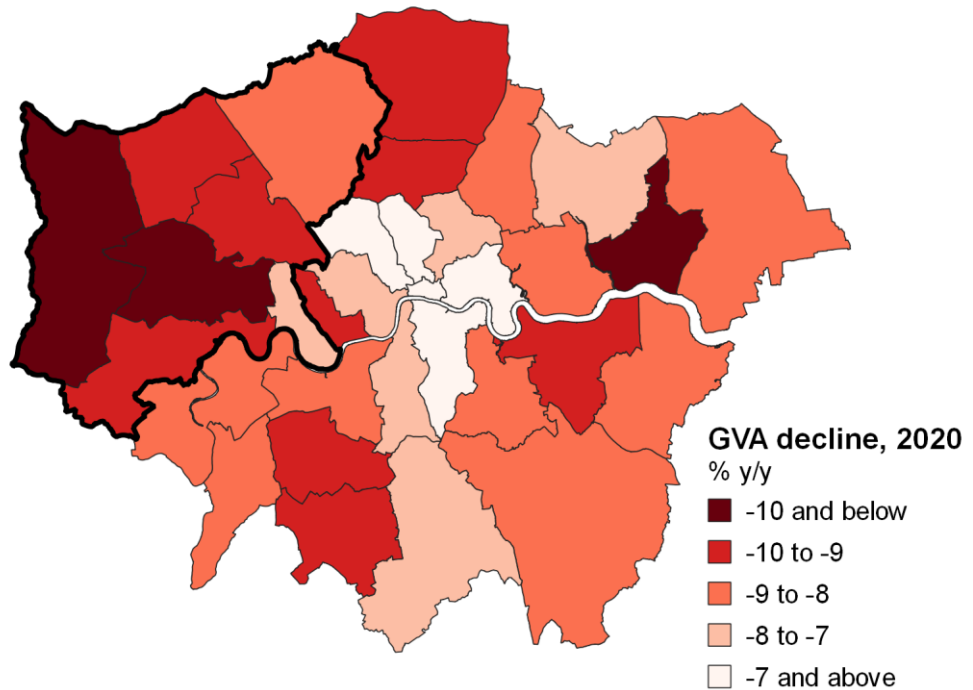 GVA decline, 2020
% y/y
-10 and below
-10 to -9
-9 to -8
-8 to -7
-7 and above